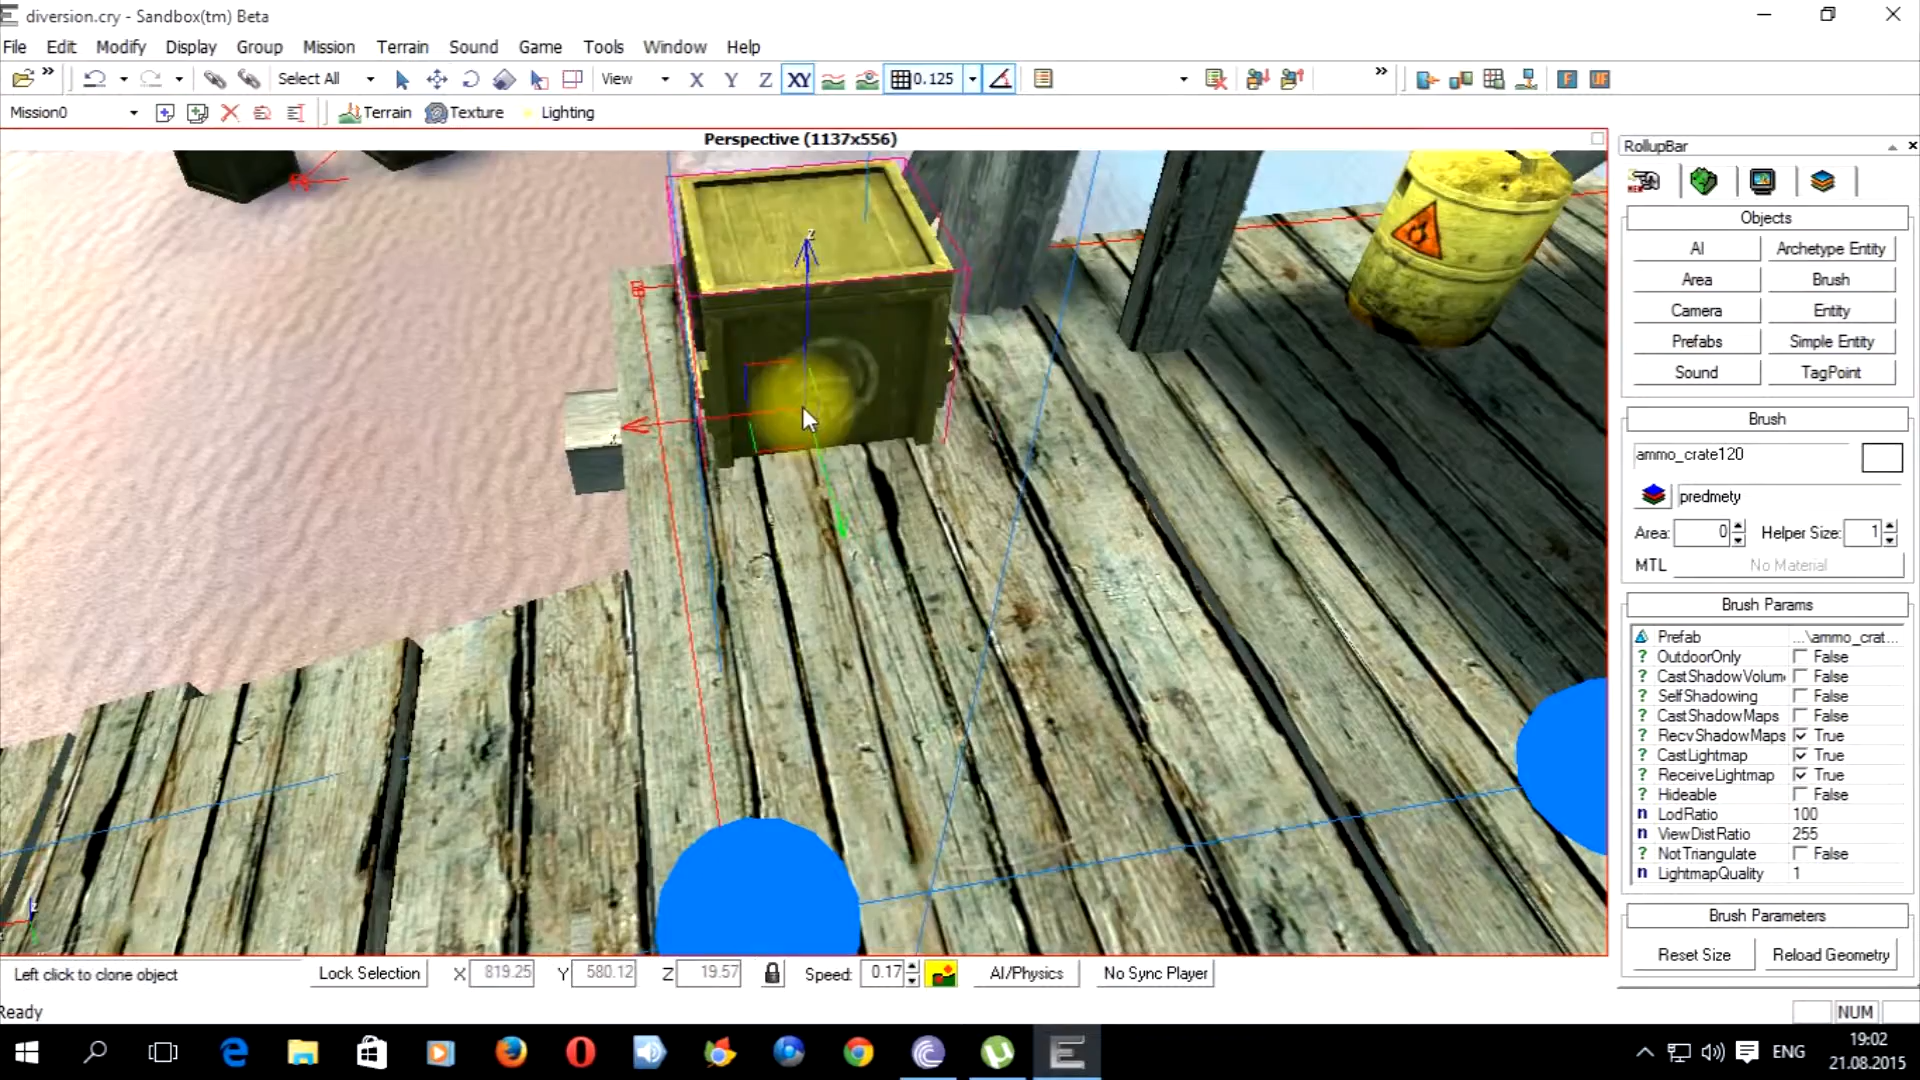 diversion.cry - Sandbox(tm) Beta
File Edit Modify Display Group Mission Terrain Sound Game Tools Window Help
Select All View X Y Z XY 0.125
Mission0 Terrain Texture Lighting
Perspective (1137x556)
RollupBar
Objects
AI Archetype Entity
Area Brush
Camera Entity
Prefabs Simple Entity
Sound TagPoint
Brush
ammo_crate120
predmety
Area: 0 Helper Size: 1
MTL No Material
Brush Params
Prefab ...\ammo_crat...
OutdoorOnly False
CastShadowVolum
False
SelfShadowing False
CastShadowMaps False
RecvShadowMaps True
CastLightmap True
ReceiveLightmap True
Hideable False
LodRatio 100
ViewDistRatio 255
NotTriangulate False
LightmapQuality 1
Brush Parameters
Reset Size Reload Geometry
z
z
Left click to clone object Lock Selection X 819.25 Y 580.12 Z 19.57 Speed: 0.17 AI/Physics No Sync Player
Ready
NUM
ENG
19:02
21.08.2015